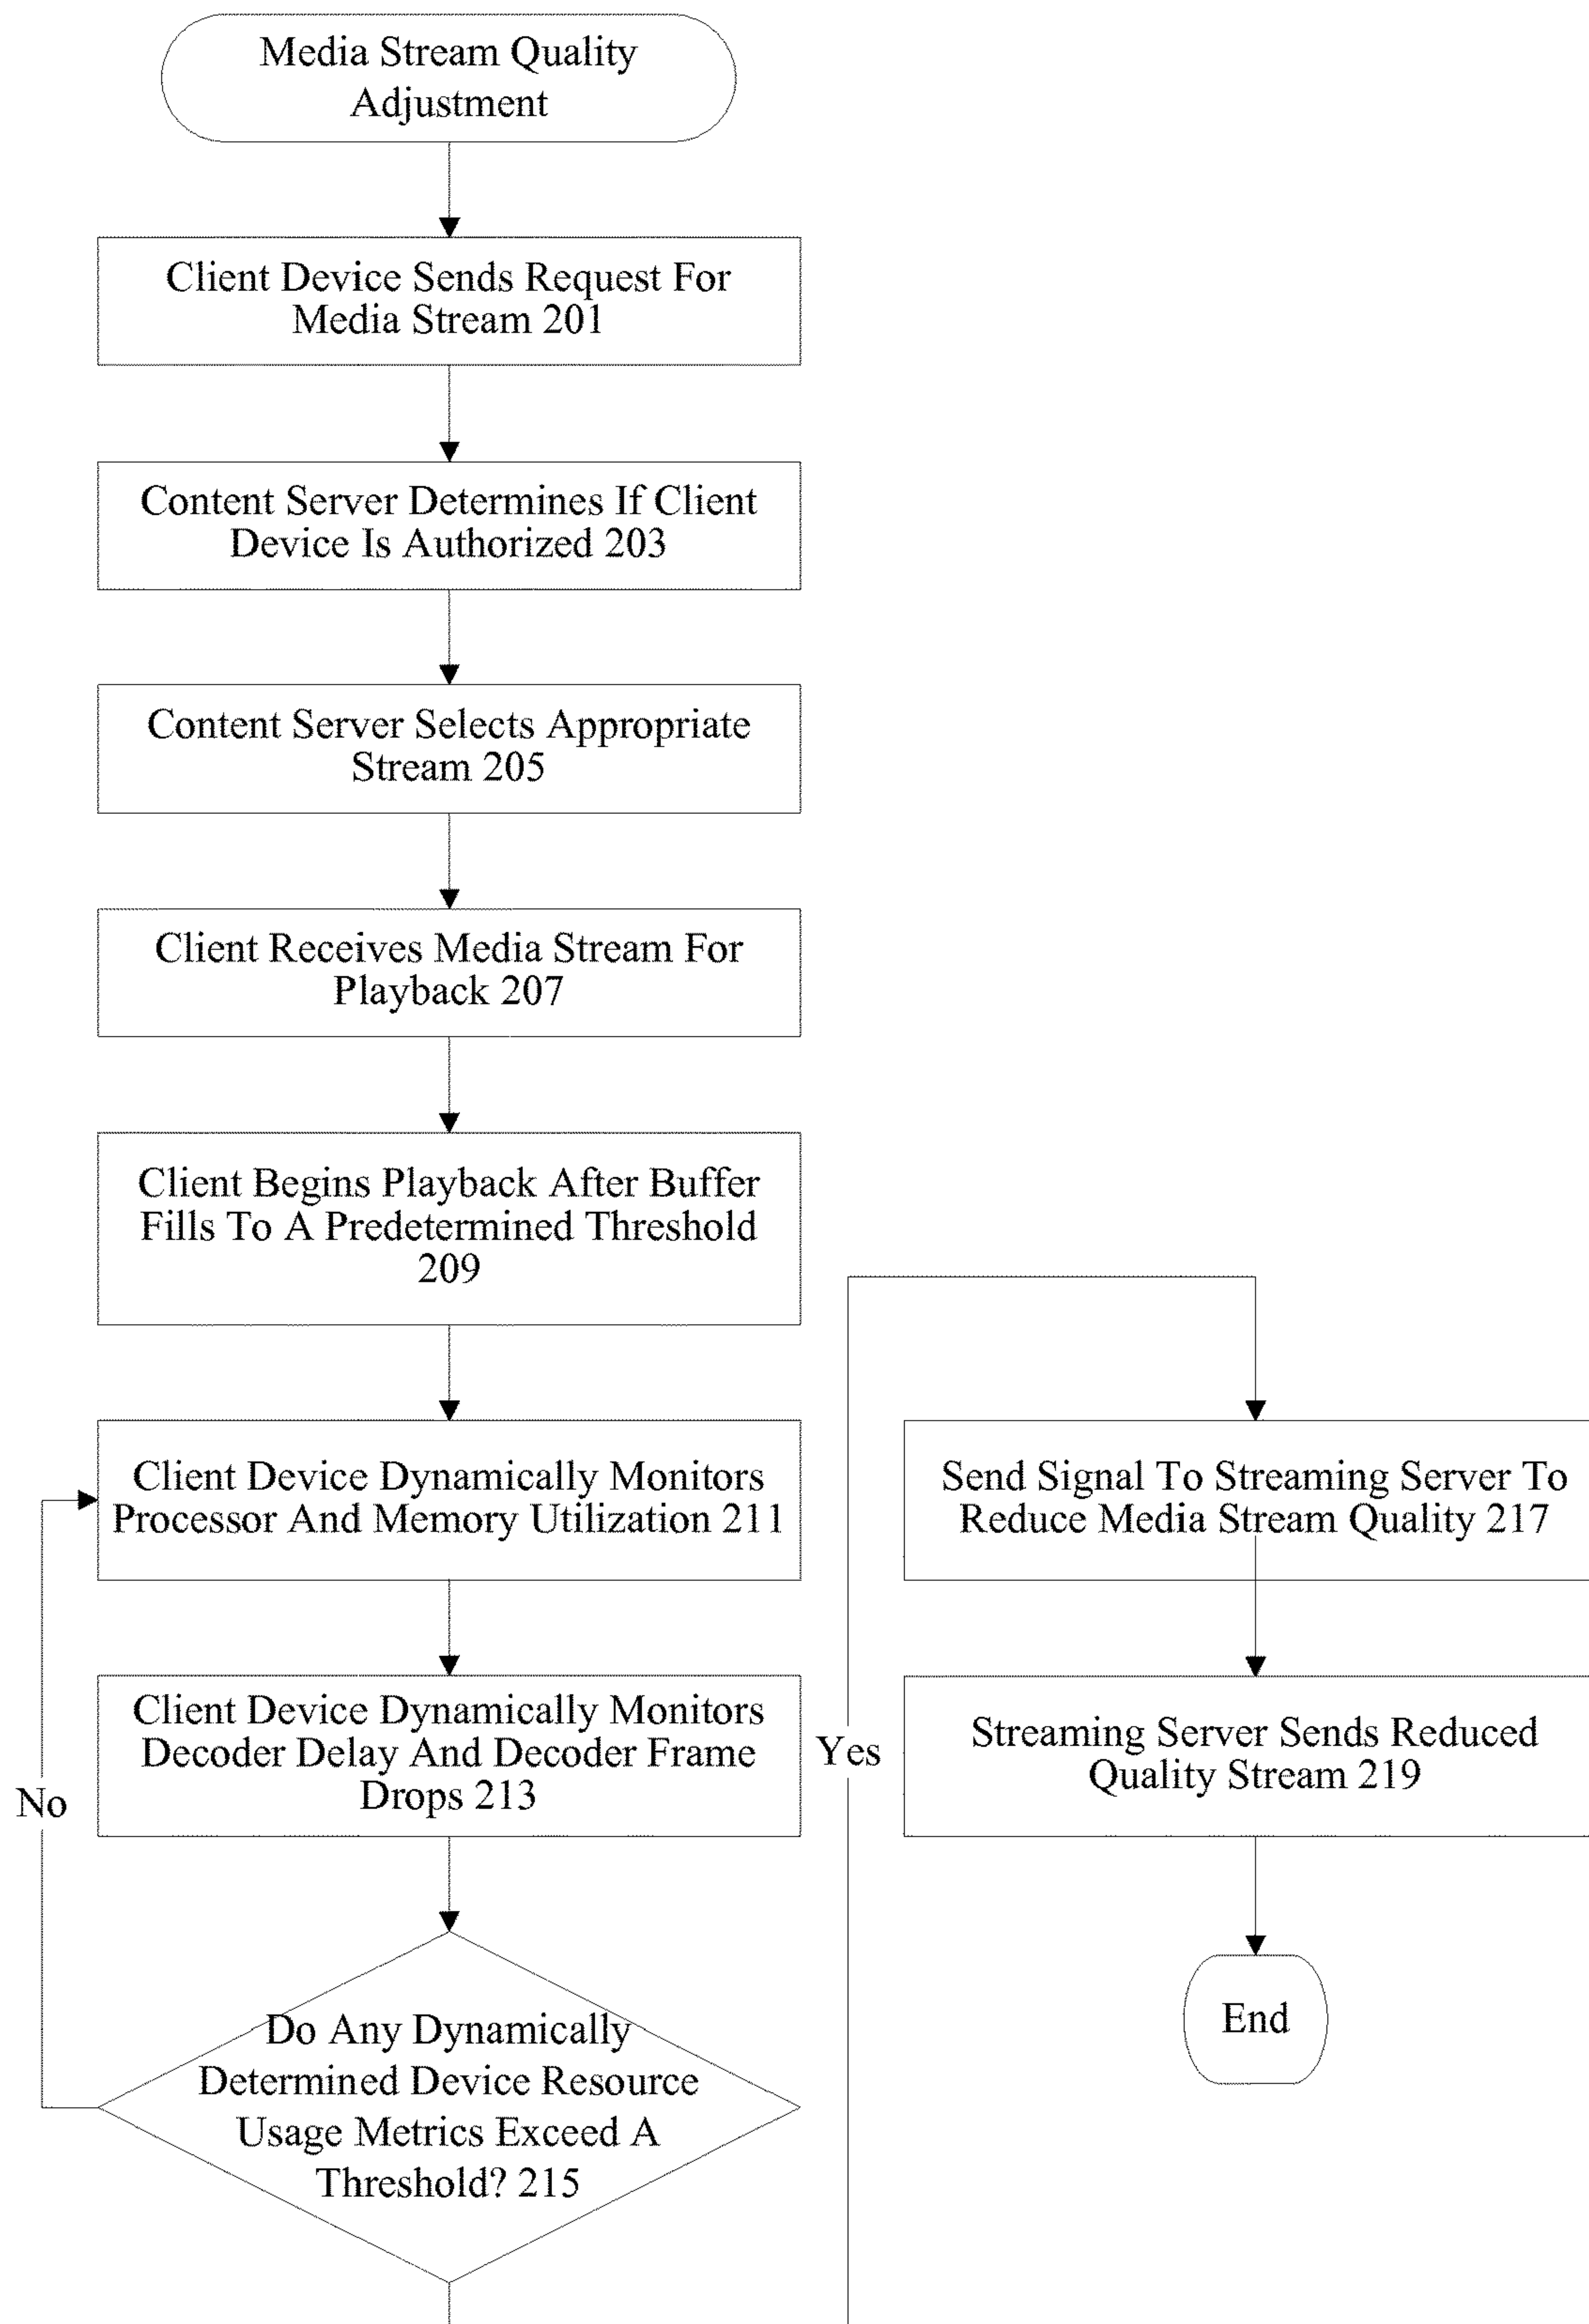 Media Stream Quality
Adjustment
Client Device Sends Request For
Media Stream 201
Content Server Determines If Client
Device Is Authorized 203
Content Server Selects Appropriate
Stream 205
Client Receives Media Stream For
Playback 207
Client Begins Playback After Buffer
Fills To A Predetermined Threshold
209
Client Device Dynamically Monitors
Processor And Memory Utilization 211
Client Device Dynamically Monitors
Decoder Delay And Decoder Frame
Drops 213
No
Do Any Dynamically
Determined Device Resource
Usage Metrics Exceed A
Threshold? 215
Yes
Send Signal To Streaming Server To
Reduce Media Stream Quality 217
Streaming Server Sends Reduced
Quality Stream 219
End